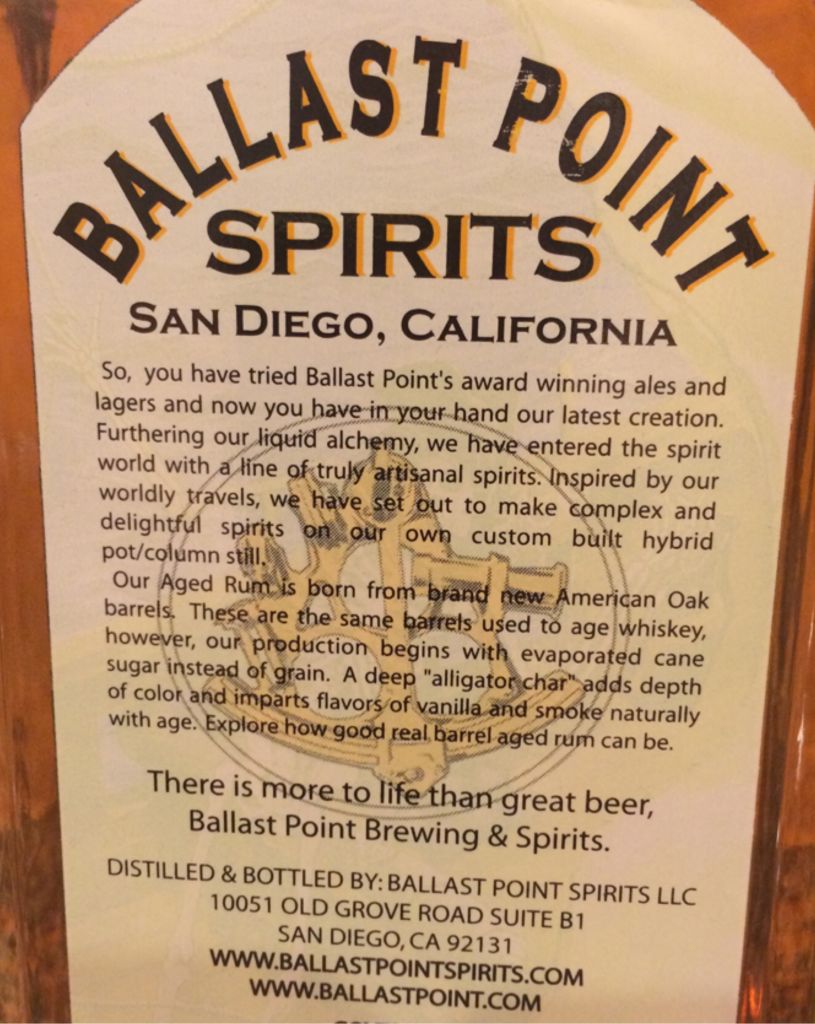 BALLAST POINT
SPIRITS
SAN DIEGO, CALIFORNIA
So, you have tried Ballast Point's award winning ales and
lagers and now you have in your hand our latest creation.
Furthering our liquid alchemy, we have entered the spirit
world with a line of truly artisanal spirits. Inspired by our
worldly travels, we have set out to make complex and
delightful spirits on our own custom built hybrid
pot/column still.
Our Aged Rum is born from brand new American Oak
barrels. These are the same barrels used to age whiskey,
however, our production begins with evaporated cane
sugar instead of grain. A deep "alligator char" adds depth
of color and imparts flavors of vanilla and smoke naturally
with age. Explore how good real barrel aged rum can be.
There is more to life than great beer,
Ballast Point Brewing & Spirits.
DISTILLED & BOTTLED BY: BALLAST POINT SPIRITS LLC
10051 OLD GROVE ROAD SUITE B1
SAN DIEGO, CA 92131
WWW.BALLASTPOINTSPIRITS.COM
WWW.BALLASTPOINT.COM